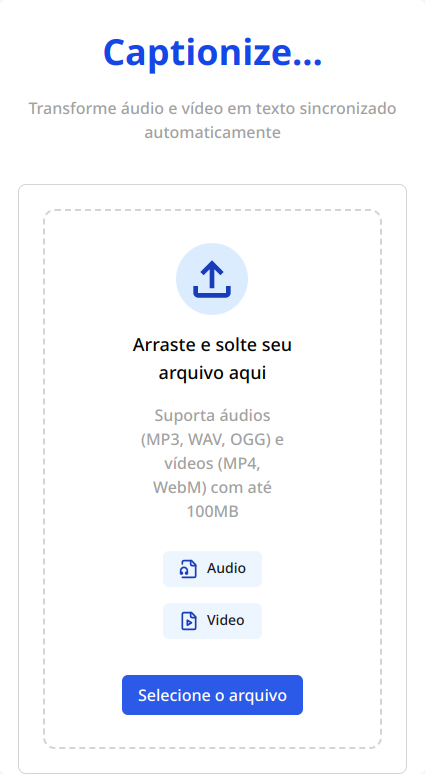 Captionize...
Transforme áudio e vídeo em texto sincronizado
automaticamente
Arraste e solte seu
arquivo aqui
Suporta áudios
(MP3, WAV, OGG) e
vídeos (MP4,
WebM) com até
100MB
Audio
Video
Selecione o arquivo